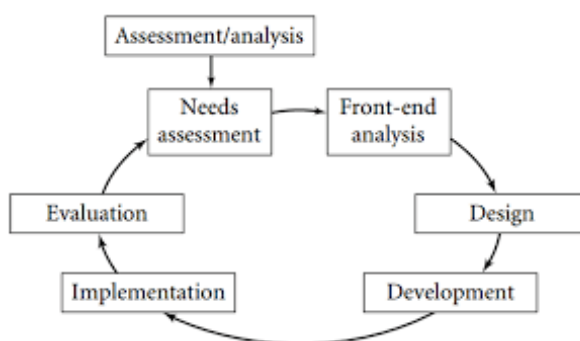 Assessment/analysis
Needs
assessment
Front-end
analysis
Evaluation
Design
Implementation
Development